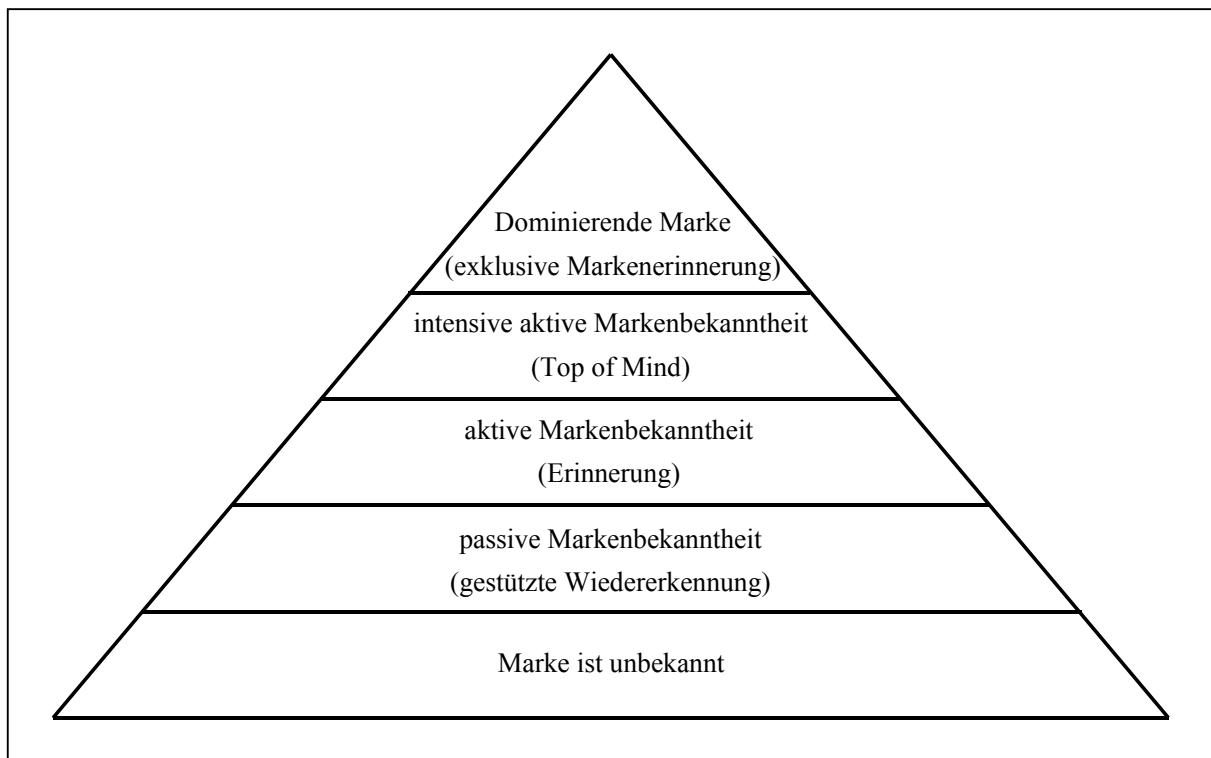 Dominierende Marke
(exklusive Markenerinnerung)
intensive aktive Markenbekanntheit
(Top of Mind)
aktive Markenbekanntheit
(Erinnerung)
passive Markenbekanntheit
(gestützte Wiedererkennung)
Marke ist unbekannt